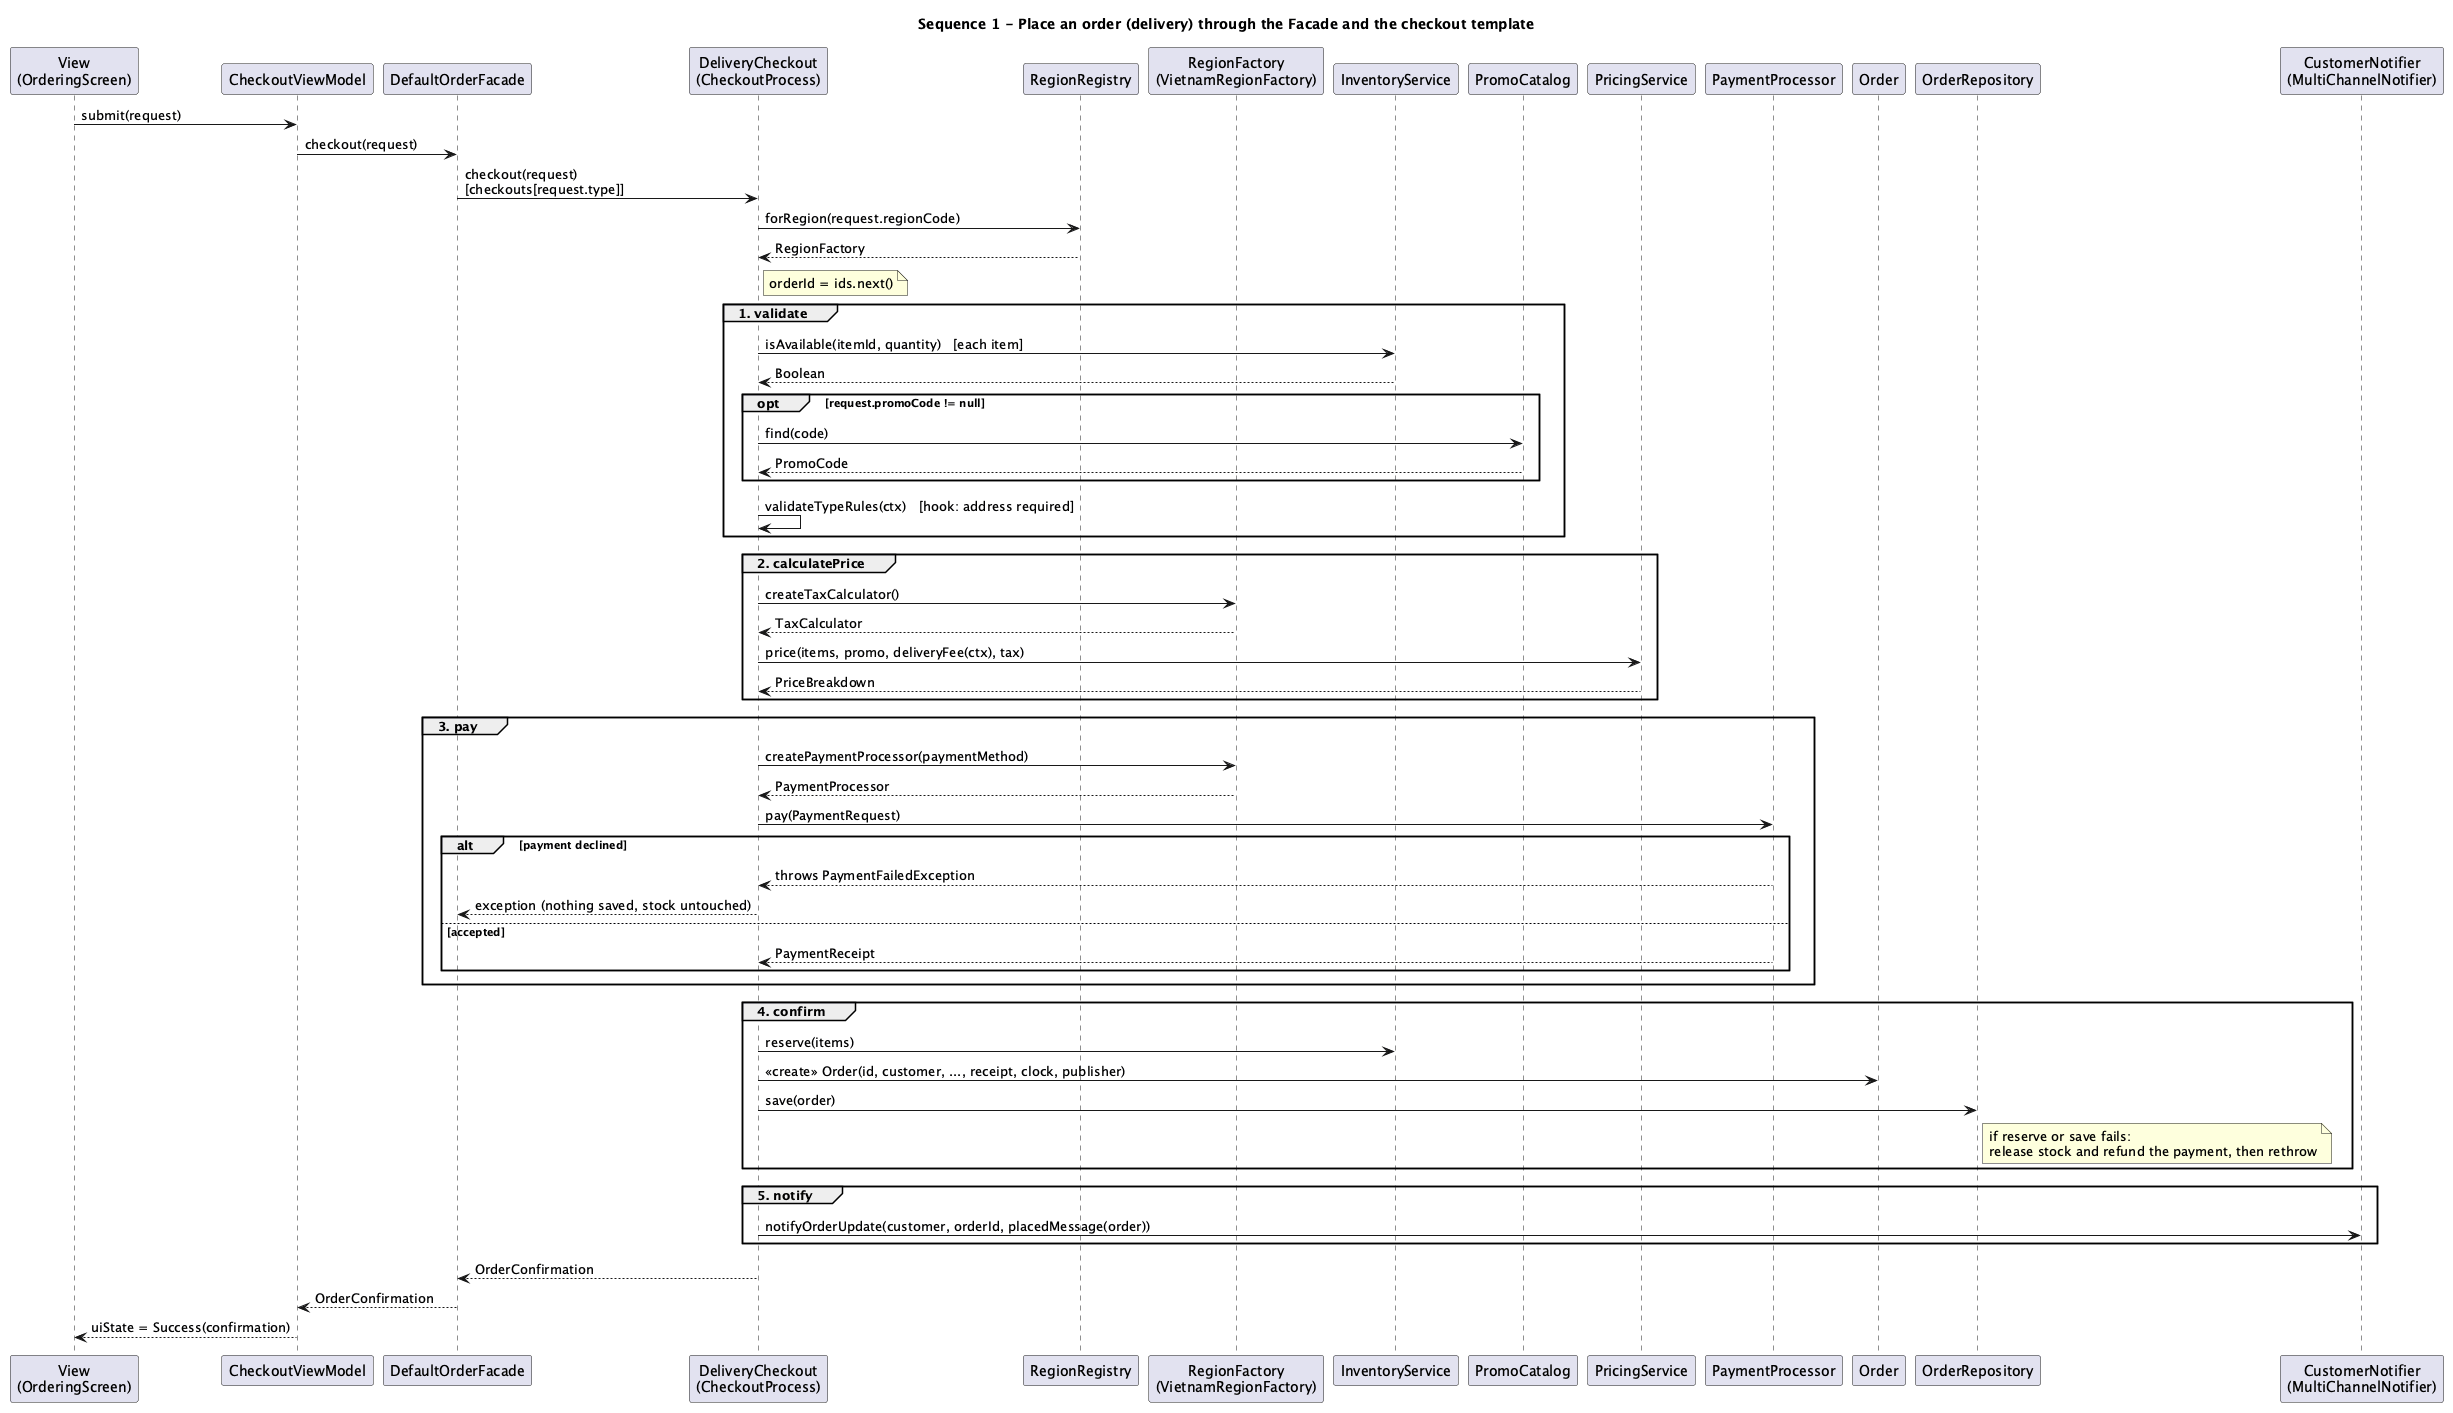 Sequence 1 – Place an order (delivery) through the Facade and the checkout template
View
(OrderingScreen)
CheckoutViewModel
DefaultOrderFacade
DeliveryCheckout
(CheckoutProcess)
RegionRegistry
RegionFactory
(VietnamRegionFactory)
InventoryService
PromoCatalog
PricingService
PaymentProcessor
Order
OrderRepository
CustomerNotifier
(MultiChannelNotifier)
submit(request)
checkout(request)
checkout(request)
[checkouts[request.type]]
forRegion(request.regionCode)
RegionFactory
orderId = ids.next()
1. validate
isAvailable(itemId, quantity)   [each item]
Boolean
opt [request.promoCode != null]
find(code)
PromoCode
validateTypeRules(ctx)   [hook: address required]
2. calculatePrice
createTaxCalculator()
TaxCalculator
price(items, promo, deliveryFee(ctx), tax)
PriceBreakdown
3. pay
createPaymentProcessor(paymentMethod)
PaymentProcessor
pay(PaymentRequest)
alt [payment declined]
throws PaymentFailedException
exception (nothing saved, stock untouched)
[accepted]
PaymentReceipt
4. confirm
reserve(items)
«create» Order(id, customer, ..., receipt, clock, publisher)
save(order)
if reserve or save fails:
release stock and refund the payment, then rethrow
5. notify
notifyOrderUpdate(customer, orderId, placedMessage(order))
OrderConfirmation
OrderConfirmation
uiState = Success(confirmation)
View
(OrderingScreen)
CheckoutViewModel
DefaultOrderFacade
DeliveryCheckout
(CheckoutProcess)
RegionRegistry
RegionFactory
(VietnamRegionFactory)
InventoryService
PromoCatalog
PricingService
PaymentProcessor
Order
OrderRepository
CustomerNotifier
(MultiChannelNotifier)